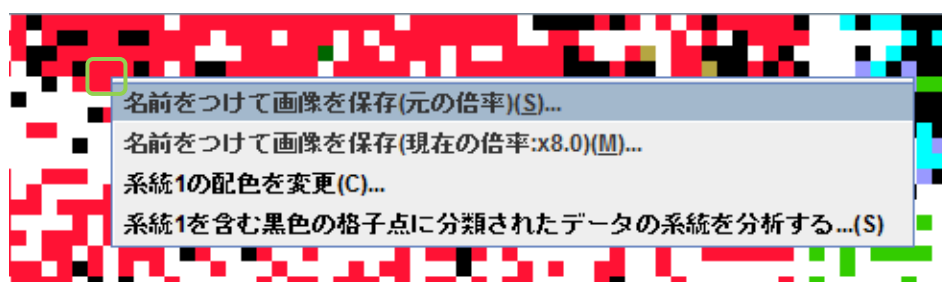 名前をつけて画像を保存(元の倍率)(S)...
名前をつけて画像を保存(現在の倍率:x8.0)(M)...
系統1の配色を変更(C)...
系統1を含む黒色の格子点に分類されたデータの系統を分析する...(S)